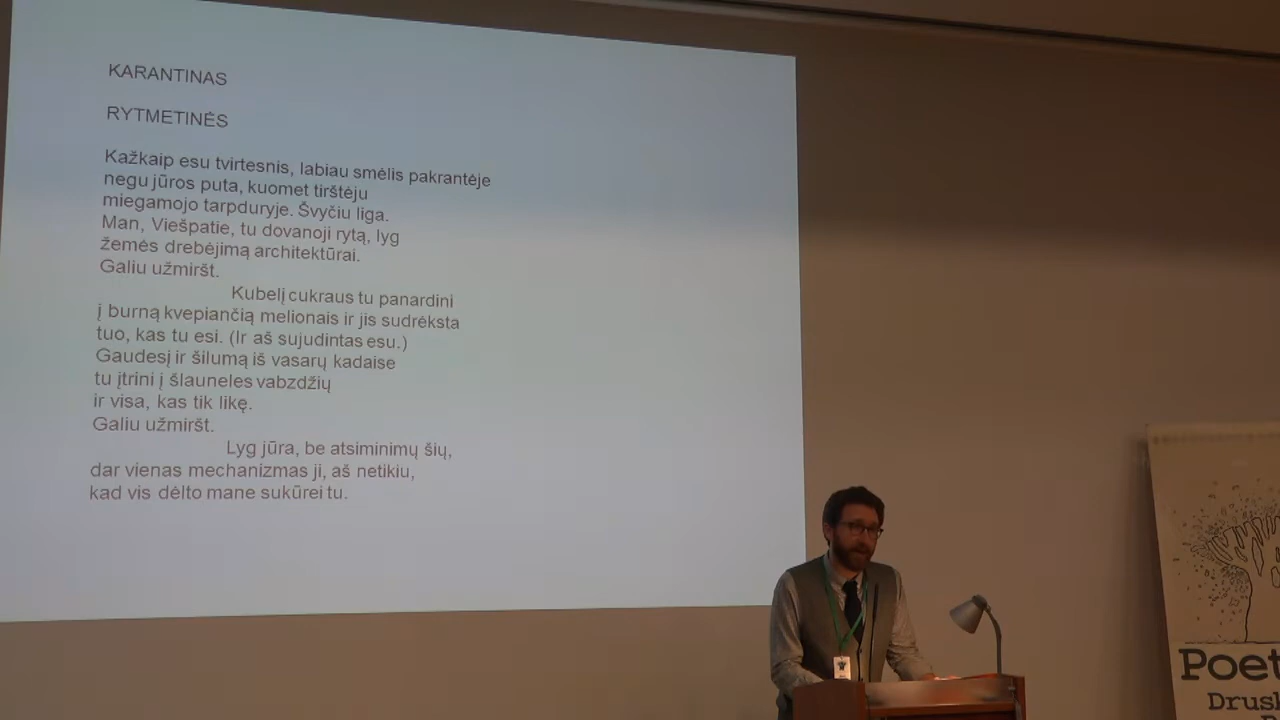 KARANTINAS
RYTMETINĖS
Kažkaip esu tvirtesnis, labiau smėlis pakrantėje
negu jūros puta, kuomet tirštėju
miegamojo tarpduryje. Švyčiu liga.
Man, Viešpatie, tu dovanoji rytą, lyg
žemės drebėjimą architektūrai.
Galiu užmiršt.
Kubelį cukraus tu panardini
į burną kvepiančią melionais ir jis sudrėksta
tuo, kas tu esi. (Ir aš sujudintas esu.)
Gaudesį ir šilumą iš vasarų kadaise
tu įtrini į šlauneles vabzdžių
ir visa, kas tik likę.
Galiu užmiršt.
Lyg jūra, be atsiminimų šių,
dar vienas mechanizmas ji, aš netikiu,
kad vis dėlto mane sukūrei tu.
Poet
Drus